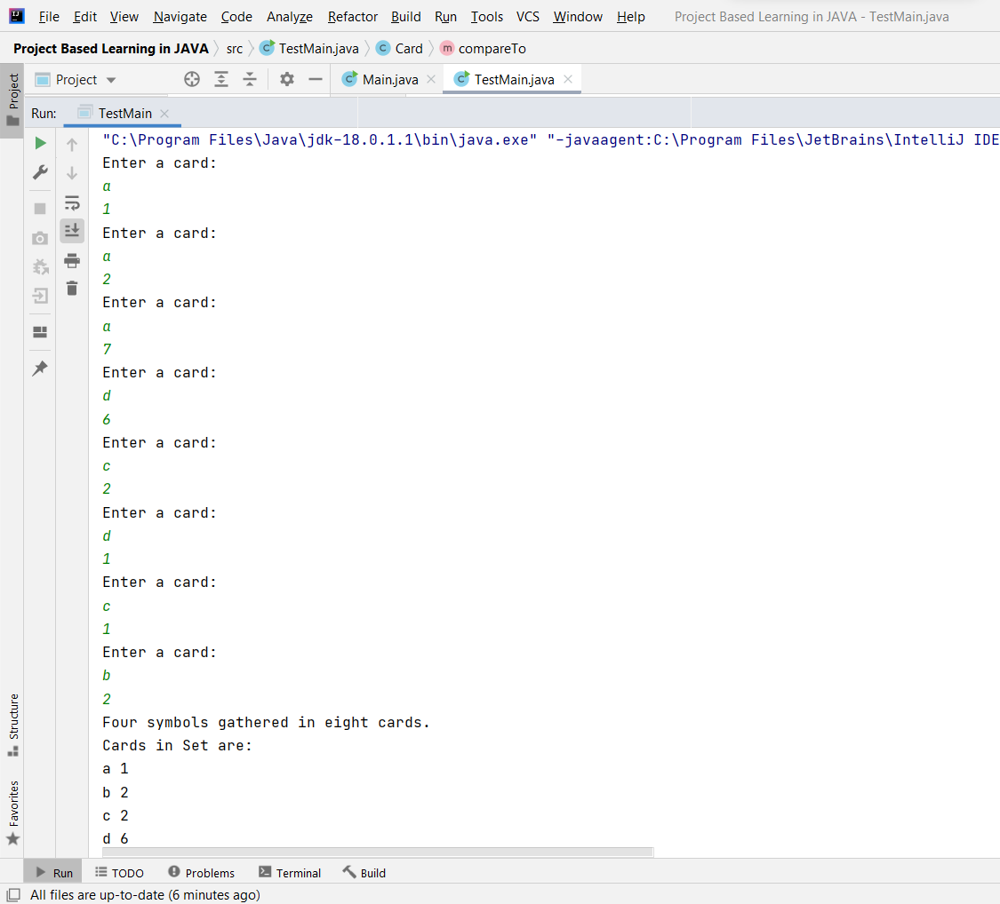 File Edit View Navigate Code Analyze Refactor Build Run Tools VCS Window Help Project Based Learning in JAVA - TestMain.java
Project Based Learning in JAVA src TestMain.java Card compareTo
Project Main.java TestMain.java
Project
Run: TestMain
"C:\Program Files\Java\jdk-18.0.1.1\bin\java.exe" "-javaagent:C:\Program Files\JetBrains\IntelliJ IDE
Enter a card:
a
1
Enter a card:
a
2
Enter a card:
a
7
Enter a card:
d
6
Enter a card:
c
2
Enter a card:
d
1
Enter a card:
c
1
Enter a card:
b
2
Four symbols gathered in eight cards.
Cards in Set are:
a 1
b 2
c 2
d 6
Structure
Favorites
Run TODO Problems Terminal Build
All files are up-to-date (6 minutes ago)